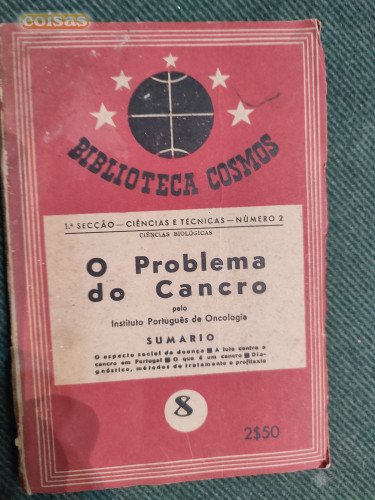 coisas
BIBLIOTECA COSMOS
1.ª SECÇÃO — CIÊNCIAS E TÉCNICAS — NÚMERO 2
CIÊNCIAS BIOLÓGICAS
O Problema
do Cancro
pelo
Instituto Português de Oncologia
SUMARIO
O aspecto social da doença ■ A luta contra o
cancro em Portugal ■ O que é um cancro ■ Dia-
gnóstico, métodos de tratamento e profilaxia
8
2$50